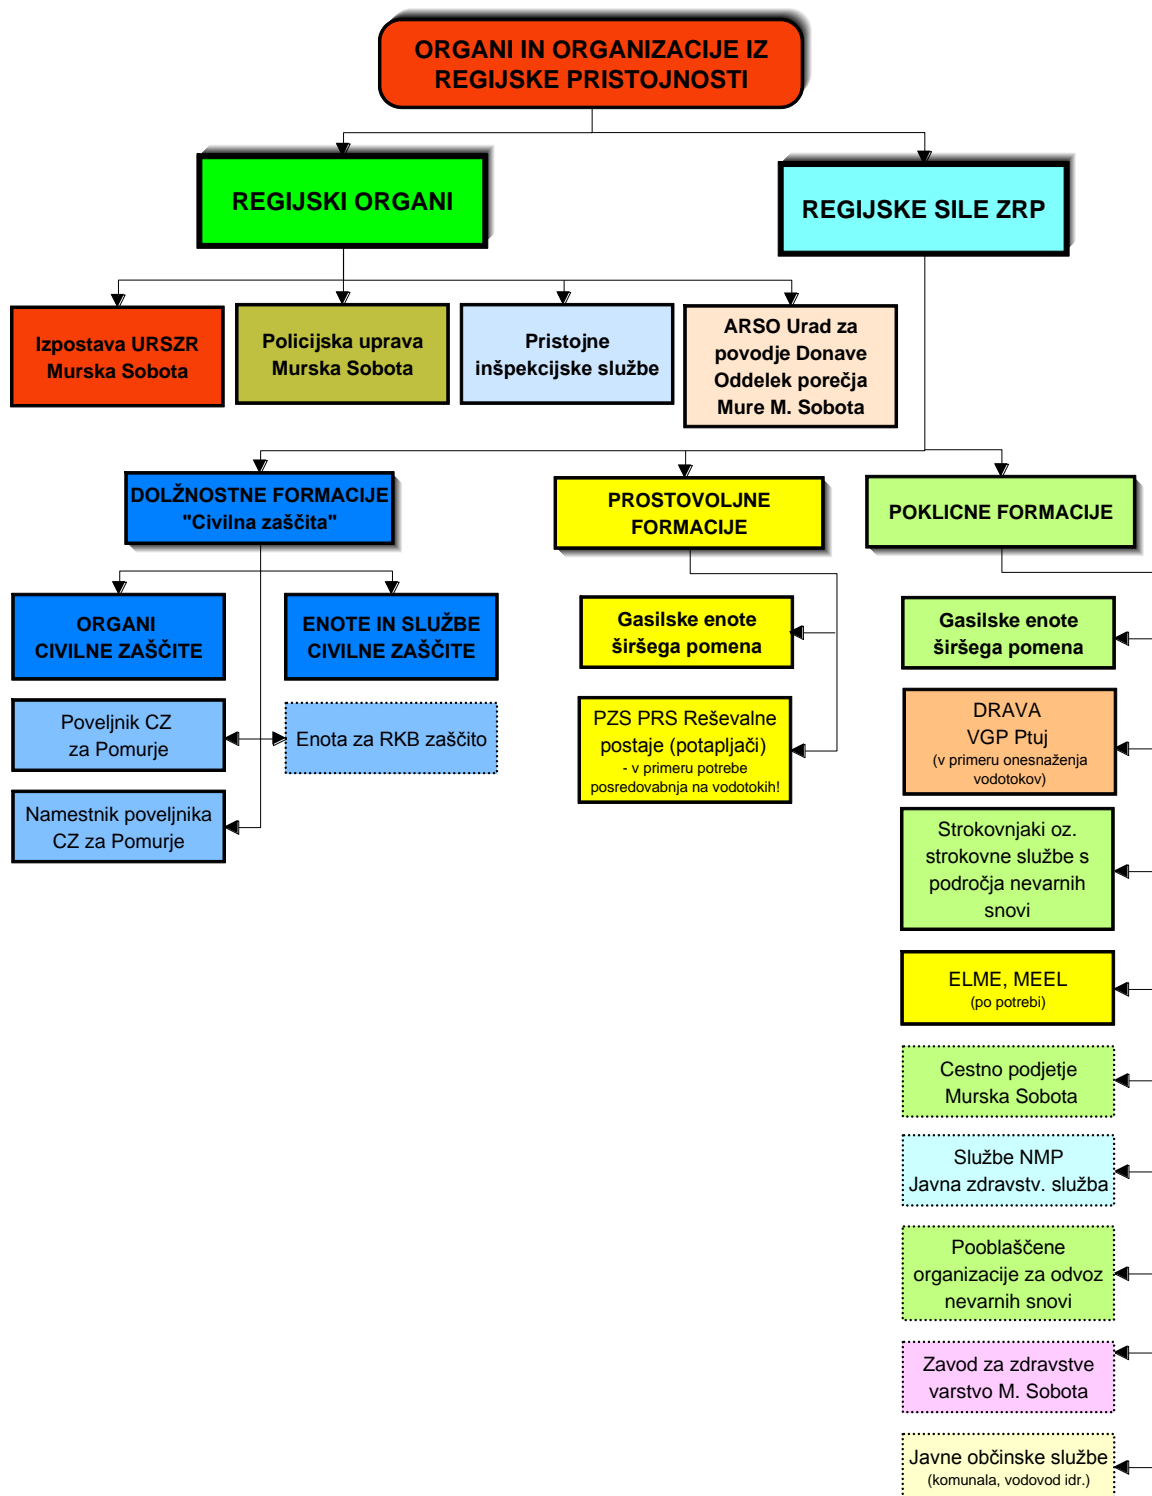 ORGANI IN ORGANIZACIJE IZ
REGIJSKE PRISTOJNOSTI
REGIJSKI ORGANI
REGIJSKE SILE ZRP
Izpostava URSZR
Murska Sobota
Policijska uprava
Murska Sobota
Pristojne
inšpekcijske službe
ARSO Urad za
povodje Donave
Oddelek porečja
Mure M. Sobota
DOLŽNOSTNE FORMACIJE
"Civilna zaščita"
PROSTOVOLJNE
FORMACIJE
POKLICNE FORMACIJE
ORGANI
CIVILNE ZAŠČITE
ENOTE IN SLUŽBE
CIVILNE ZAŠČITE
Poveljnik CZ
za Pomurje
Enota za RKB zaščito
Namestnik poveljnika
CZ za Pomurje
Gasilske enote
širšega pomena
PZS PRS Reševalne
postaje (potapljači)
- v primeru potrebe
posredovabnja na vodotokih!
Gasilske enote
širšega pomena
DRAVA
VGP Ptuj
(v primeru onesnaženja
vodotokov)
Strokovnjaki oz.
strokovne službe s
področja nevarnih
snovi
ELME, MEEL
(po potrebi)
Cestno podjetje
Murska Sobota
Službe NMP
Javna zdravstv. služba
Pooblaščene
organizacije za odvoz
nevarnih snovi
Zavod za zdravstve
varstvo M. Sobota
Javne občinske službe
(komunala, vodovod idr.)